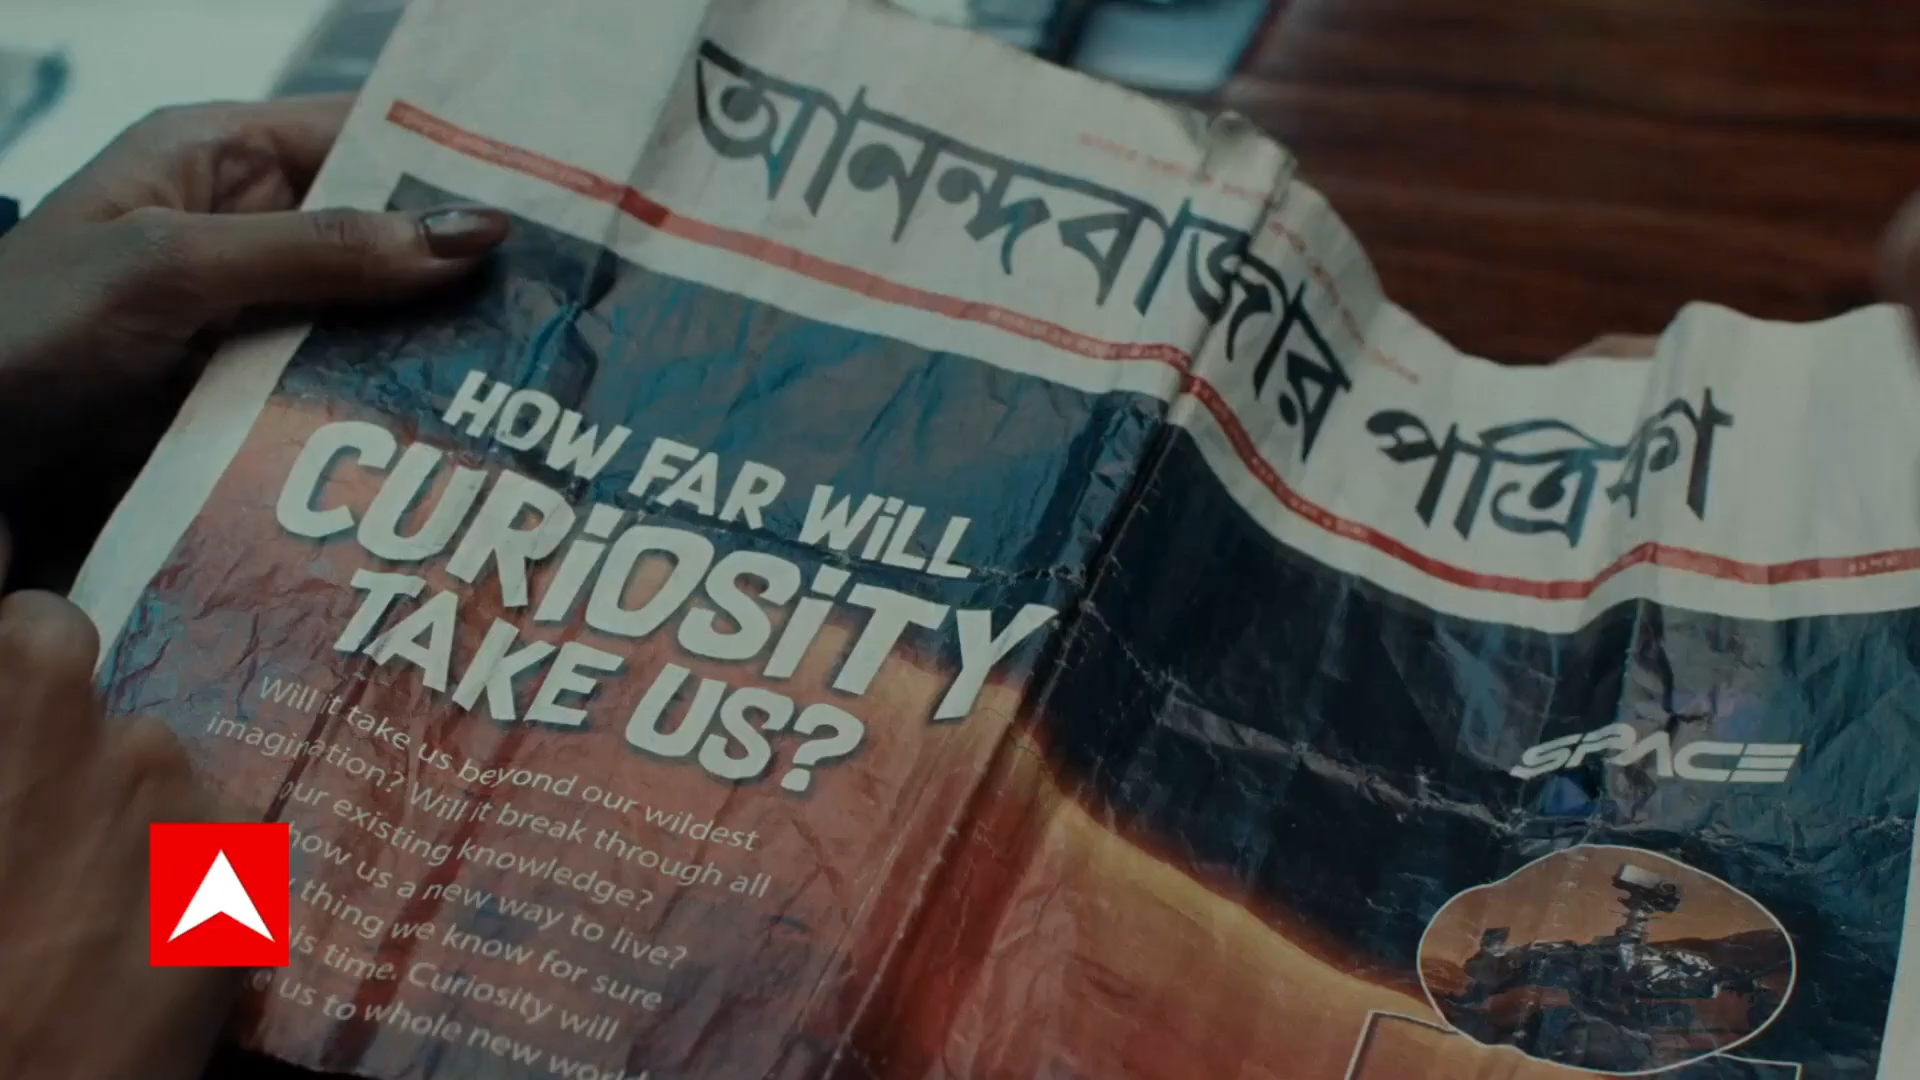 আনন্দবাজার পত্রিকা
HOW FAR WiLL
CURiOSiTY
TAKE US?
Will it take us beyond our wildest
imagination? Will it break through all
our existing knowledge?
how us a new way to live?
thing we know for sure
is time. Curiosity will
us to whole new world
SPACE